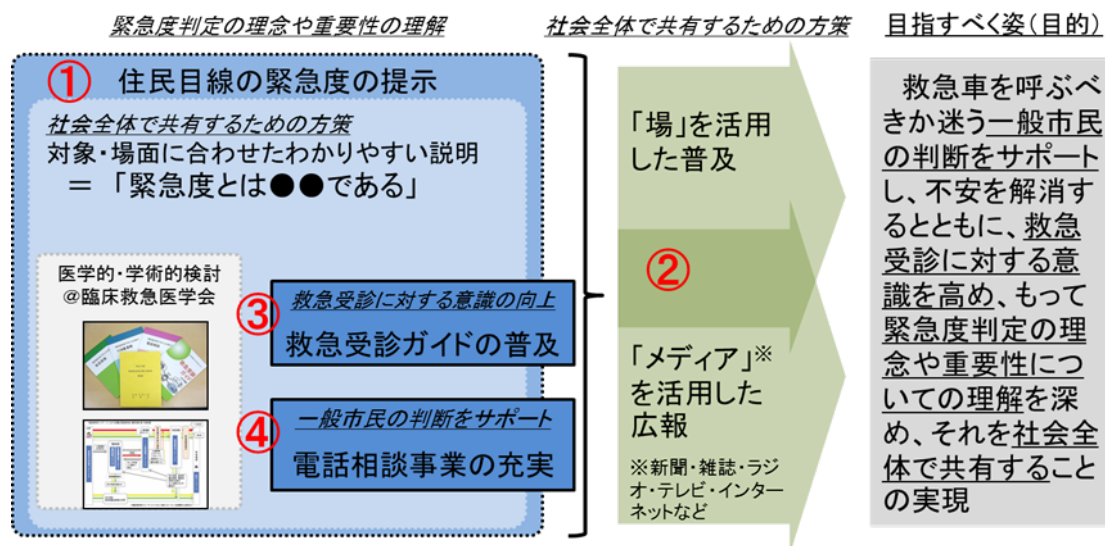 緊急度判定の理念や重要性の理解
社会全体で共有するための方策
目指すべく姿(目的)
① 住民目線の緊急度の提示
社会全体で共有するための方策
対象・場面に合わせたわかりやすい説明
＝「緊急度とは●●である」
医学的・学術的検討
@臨床救急医学会
③
救急受診に対する意識の向上
救急受診ガイドの普及
④
一般市民の判断をサポート
電話相談事業の充実
「場」を活用
した普及
②
「メディア」※
を活用した
広報
※新聞・雑誌・ラジ
オ・テレビ・インター
ネットなど
救急車を呼ぶべ
きか迷う一般市民
の判断をサポート
し、不安を解消す
るとともに、救急
受診に対する意
識を高め、もって
緊急度判定の理
念や重要性につ
いての理解を深
め、それを社会全
体で共有すること
の実現